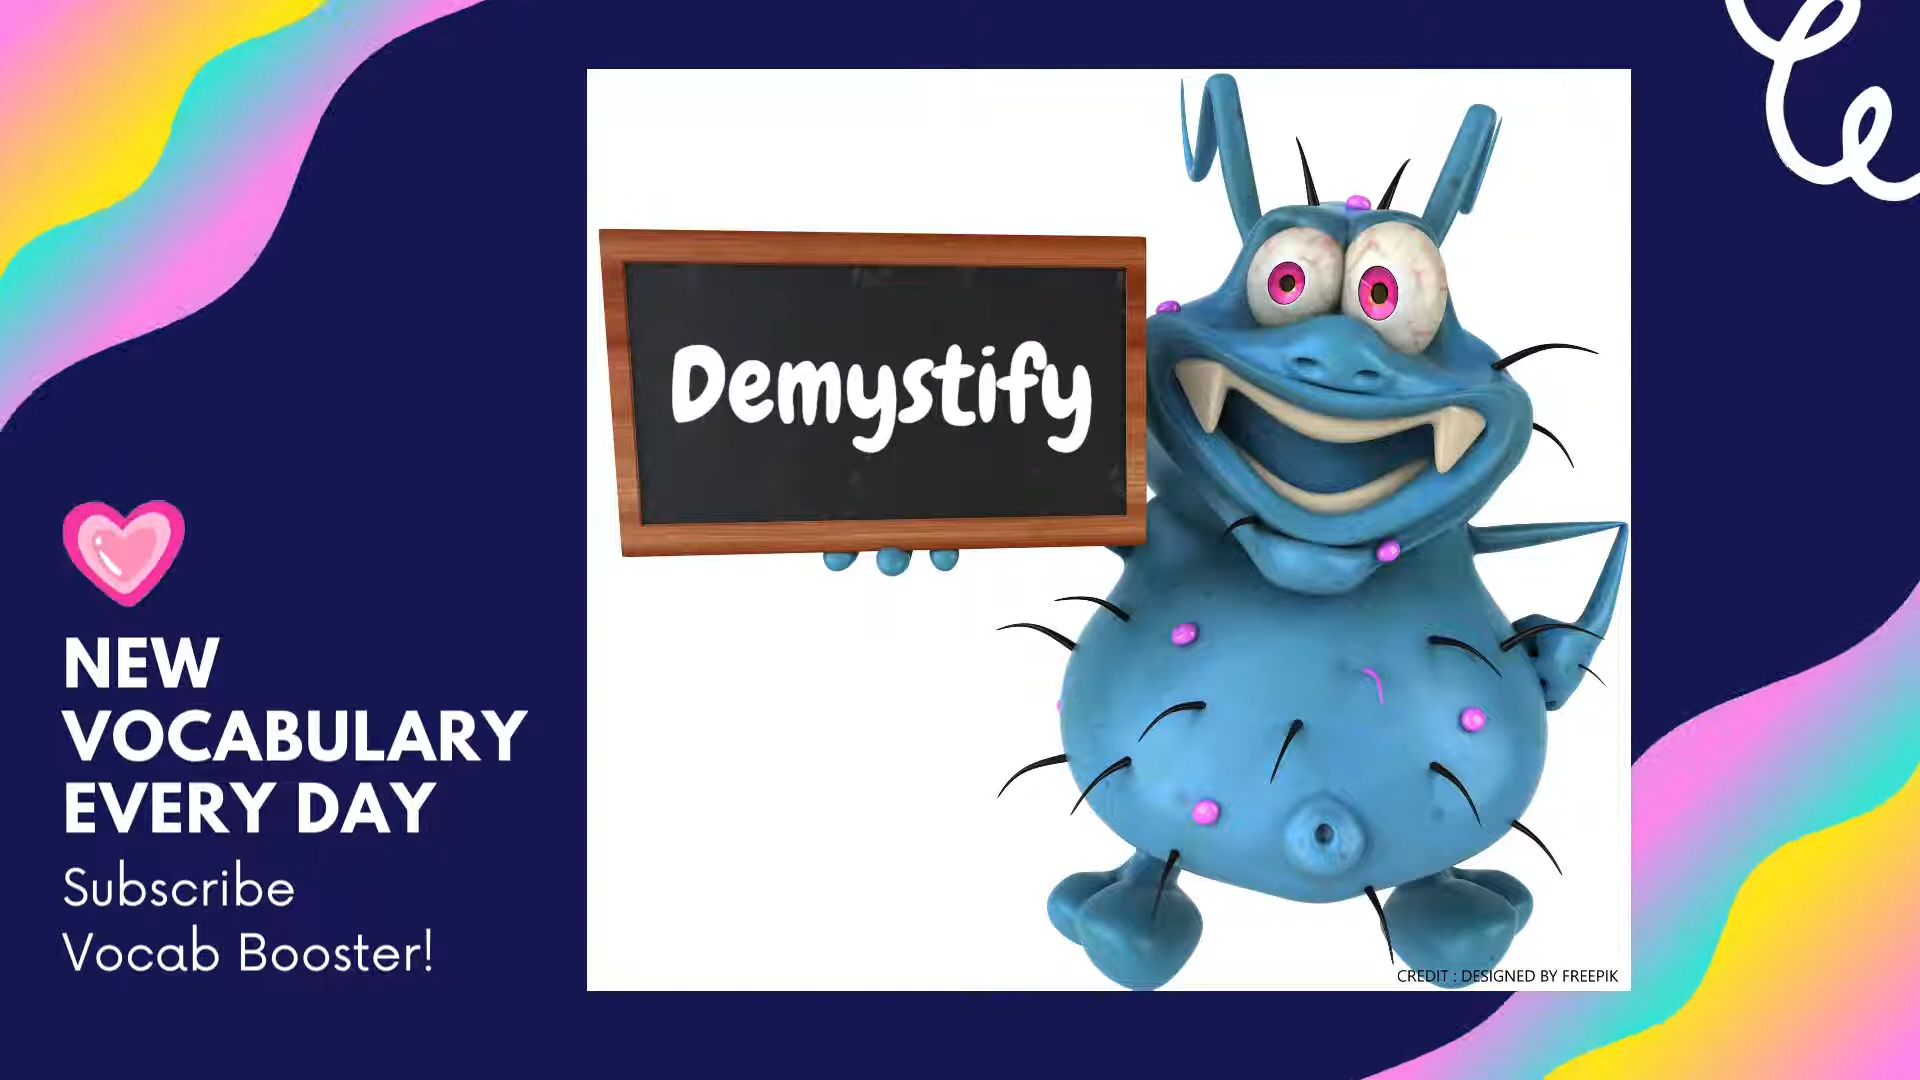 Demystify
NEW
VOCABULARY
EVERY DAY
Subscribe
Vocab Booster!
CREDIT : DESIGNED BY FREEPIK